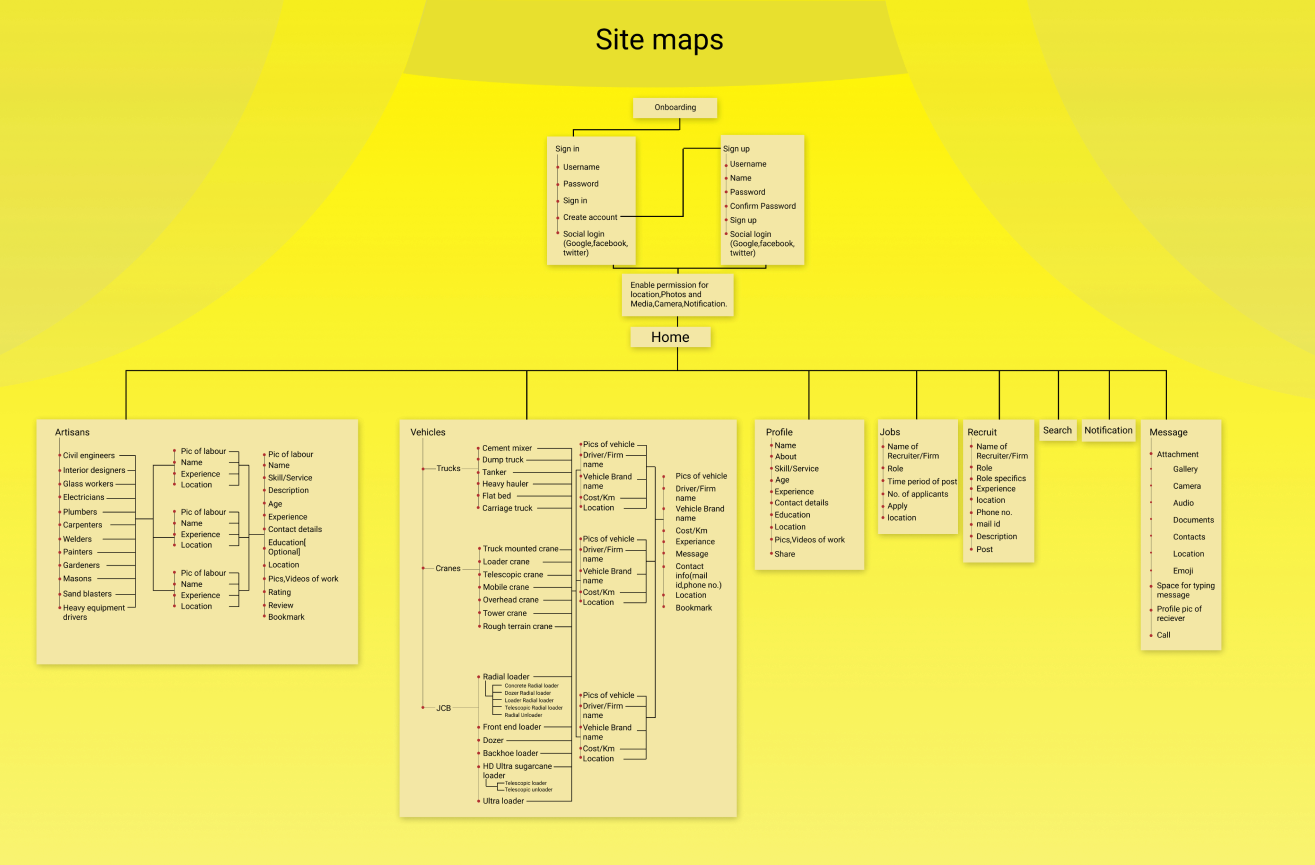 Site maps
Onboarding
Sign in
Username
Password
Sign in
Create account
Social login
(Google,facebook,
twitter)
Sign up
Username
Name
Password
Confirm Password
Sign up
Social login
(Google,facebook,
twitter)
Enable permission for
location,Photos and
Media,Camera,Notification.
Home
Artisans
Civil engineers
Interior designers
Glass workers
Electricians
Plumbers
Carpenters
Welders
Painters
Gardeners
Masons
Sand blasters
Heavy equipment
drivers
Pic of labour
Name
Experience
Location
Pic of labour
Name
Experience
Location
Pic of labour
Name
Experience
Location
Pic of labour
Name
Skill/Service
Description
Age
Experience
Contact details
Education[
Optional]
Location
Pics,Videos of work
Rating
Review
Bookmark
Vehicles
Trucks
Cement mixer
Dump truck
Tanker
Heavy hauler
Flat bed
Carriage truck
Cranes
Truck mounted crane
Loader crane
Telescopic crane
Mobile crane
Overhead crane
Tower crane
Rough terrain crane
JCB
Radial loader
Concrete Radial loader
Dozer Radial loader
Loader Radial loader
Telescopic Radial loader
Radial Unloader
Front end loader
Dozer
Backhoe loader
HD Ultra sugarcane
loader
Telescopic loader
Telescopic unloader
Ultra loader
Pics of vehicle
Driver/Firm
name
Vehicle Brand
name
Cost/Km
Location
Pics of vehicle
Driver/Firm
name
Vehicle Brand
name
Cost/Km
Location
Pics of vehicle
Driver/Firm
name
Vehicle Brand
name
Cost/Km
Location
Pics of vehicle
Driver/Firm
name
Vehicle Brand
name
Cost/Km
Experiance
Message
Contact
info(mail
id,phone no.)
Location
Bookmark
Profile
Name
About
Skill/Service
Age
Experience
Contact details
Education
Location
Pics,Videos of work
Share
Jobs
Name of
Recruiter/Firm
Role
Time period of post
No. of applicants
Apply
location
Recruit
Name of
Recruiter/Firm
Role
Role specifics
Experience
location
Phone no.
mail id
Description
Post
Search
Notification
Message
Attachment
Gallery
Camera
Audio
Documents
Contacts
Location
Emoji
Space for typing
message
Profile pic of
reciever
Call